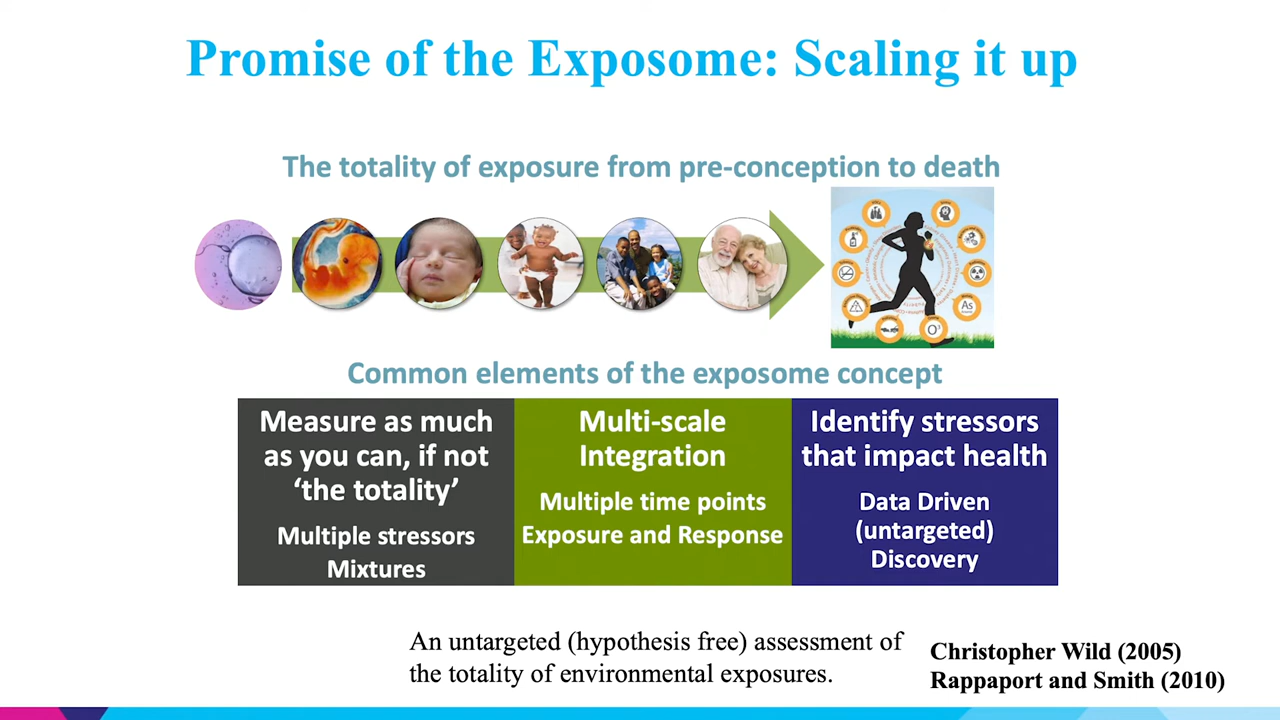 Promise of the Exposome: Scaling it up
The totality of exposure from pre-conception to death
As
O³
Common elements of the exposome concept
Measure as much
as you can, if not
‘the totality’
Multiple stressors
Mixtures
Multi-scale
Integration
Multiple time points
Exposure and Response
Identify stressors
that impact health
Data Driven
(untargeted)
Discovery
An untargeted (hypothesis free) assessment of
the totality of environmental exposures.
Christopher Wild (2005)
Rappaport and Smith (2010)